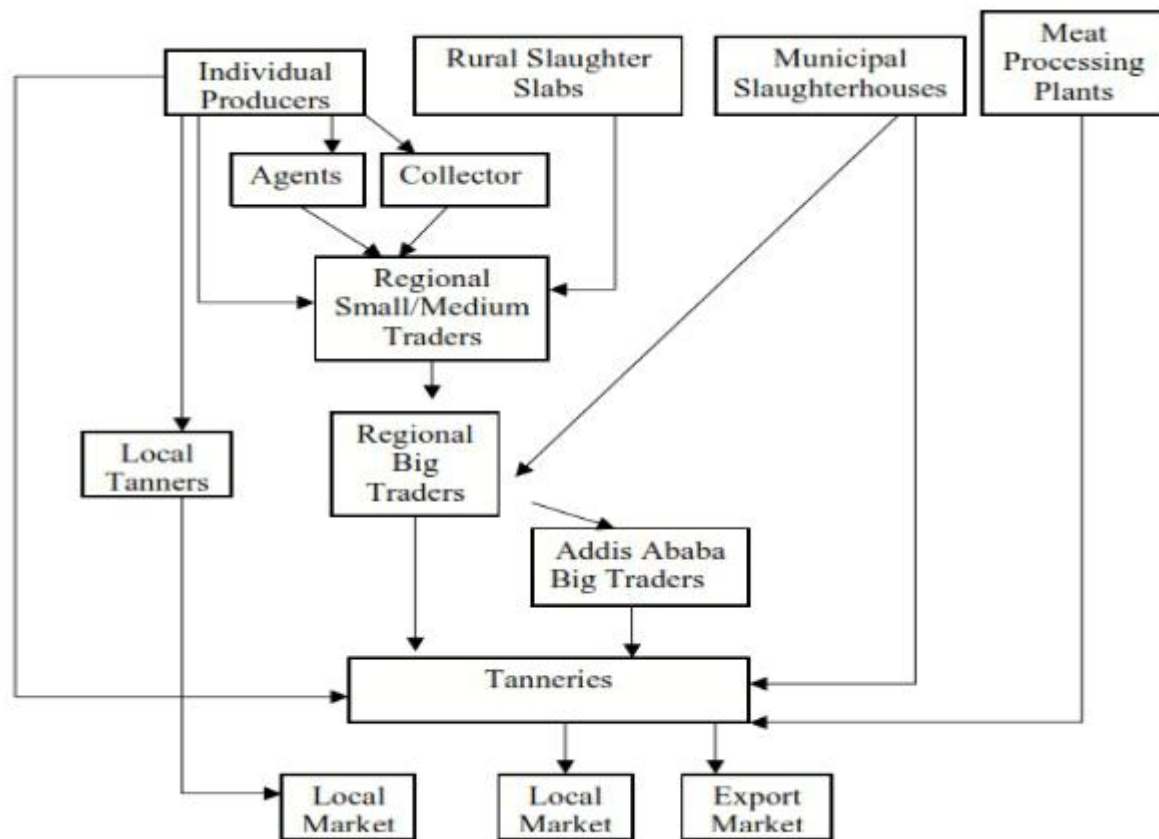 Individual
Producers
Rural Slaughter
Slabs
Municipal
Slaughterhouses
Meat
Processing
Plants
Agents
Collector
Regional
Small/Medium
Traders
Local
Tanners
Regional
Big
Traders
Addis Ababa
Big Traders
Tanneries
Local
Market
Local
Market
Export
Market